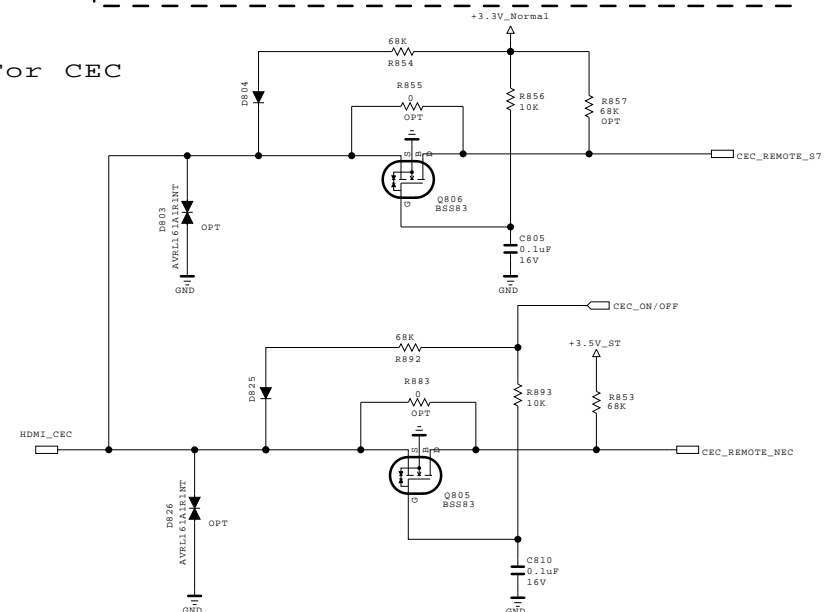 +3.3V_Normal
For CEC
68K
R854
D804
R855
0
OPT
R856
10K
R857
68K
OPT
S
B
D
CEC_REMOTE_S7
G
Q806
BSS83
D803
AVRL161A1R1NT
OPT
GND
C805
0.1uF
16V
GND
CEC_ON/OFF
68K
R892
+3.5V_ST
D825
R883
0
OPT
R893
10K
R853
68K
HDMI_CEC
S
B
D
CEC_REMOTE_NEC
G
Q805
BSS83
D826
AVRL161A1R1NT
OPT
GND
C810
0.1uF
16V
GND